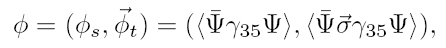 ϕ = (ϕ_s, \vec{ϕ}_t) = (⟨\bar{Ψ}γ_{35}Ψ⟩, ⟨\bar{Ψ}\vec{σ}γ_{35}Ψ⟩),